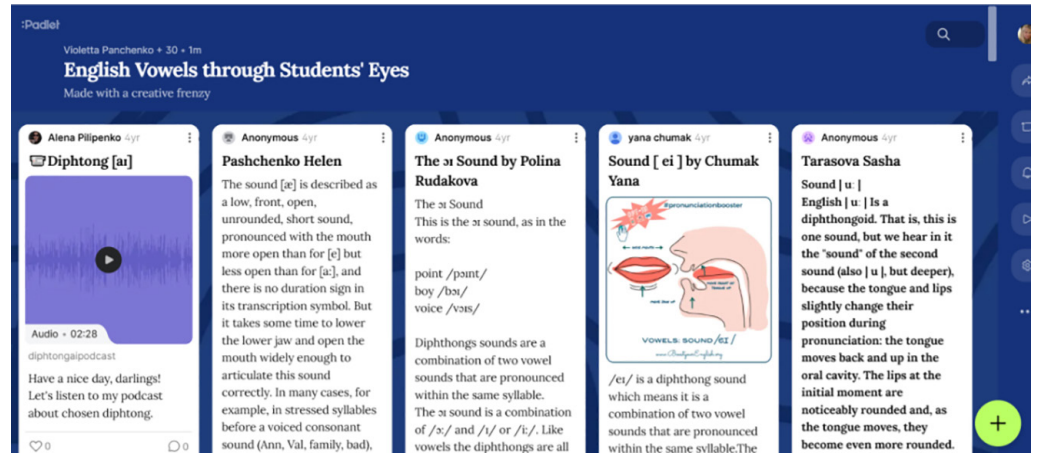 :Padlet
Violetta Panchenko + 30 • 1m
English Vowels through Students' Eyes
Made with a creative frenzy
Alena Pilipenko 4yr
Diphtong [aɪ]
Audio • 02:28
diphtongaipodcast
Have a nice day, darlings!
Let's listen to my podcast
about chosen diphtong.
0
0
Anonymous 4yr
Pashchenko Helen
The sound [æ] is described as
a low, front, open,
unrounded, short sound,
pronounced with the mouth
more open than for [e] but
less open than for [a:], and
there is no duration sign in
its transcription symbol. But
it takes some time to lower
the lower jaw and open the
mouth widely enough to
articulate this sound
correctly. In many cases, for
example, in stressed syllables
before a voiced consonant
sound (Ann, Val, family, bad),
Anonymous 4yr
The ɔɪ Sound by Polina
Rudakova
The ɔɪ Sound
This is the ɔɪ sound, as in the
words:
point /pɔɪnt/
boy /bɔɪ/
voice /vɔɪs/
Diphthongs sounds are a
combination of two vowel
sounds that are pronounced
within the same syllable.
The ɔɪ sound is a combination
of /ɔ:/ and /ɪ/ or /i:/. Like
vowels the diphthongs are all
yana chumak 4yr
Sound [ ei ] by Chumak
Yana
#pronunciationbooster
VOWELS: SOUND /eɪ/
/eɪ/ is a diphthong sound
which means it is a
combination of two vowel
sounds that are pronounced
within the same syllable.The
Anonymous 4yr
Tarasova Sasha
Sound | u: |
English | u: | Is a
diphthongoid. That is, this is
one sound, but we hear in it
the "sound" of the second
sound (also | u |, but deeper),
because the tongue and lips
slightly change their
position during
pronunciation: the tongue
moves back and up in the
oral cavity. The lips at the
initial moment are
noticeably rounded and, as
the tongue moves, they
become even more rounded.